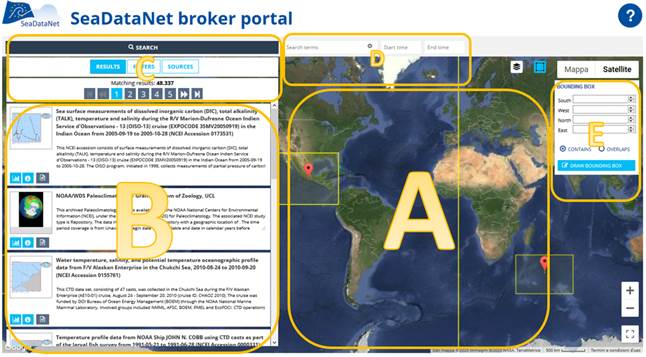 SeaDataNet
SeaDataNet broker portal
?
SEARCH
Search terms
Start time
End time
D
RESULTS
FILTERS
SOURCES
C
Matching results: 48.337
1 2 3 4 5
Mappa
Satellite
BOUNDING BOX
South
West
North
East
CONTAINS
OVERLAPS
DRAW BOUNDING BOX
E
Sea surface measurements of dissolved inorganic carbon (DIC), total alkalinity
(TALK), temperature and salinity during the R/V Marion-Dufresne Ocean Indien
Service d'Observations - 13 (OISO-13) cruise (EXPOCODE 35MV20050919) in the
Indian Ocean from 2005-09-19 to 2005-10-28 (NCEI Accession 0173531)
This NCEI accession consists of surface measurements of dissolved inorganic carbon (DIC), total
alkalinity (TALK), temperature and salinity during the R/V Marion-Dufresne Ocean Indien Service
d'Observations - 13 (OISO-13) cruise (EXPOCODE 35MV20050919) in the Indian Ocean from 2005-09-19 to
2005-10-28. The OISO program, initiated in 1998, collects measurements of partial pressure of carbon
NOAA/WDS Paleoclimatology of Zoology, UCL
This archived Paleoclimatology available from the NOAA National Centers for Environmental
Information (NCEI), under the for Paleoclimatology. The associated NCEI study
type is Repository. The data repository with a geographic location of . The time
period coverage is from Unavailable begin date available end date in calendar years before
B
A
Water temperature, salinity, and potential temperature oceanographic profile
data from F/V Alaskan Enterprise in the Chukchi Sea, 2010-08-24 to 2010-09-20
(NCEI Accession 0155761)
This CTD data set, consisting of 47 casts, was collected in the Chukchi Sea during the F/V Alaskan
Enterprise (AE10-01) cruise, August 24 - September 20, 2010 (cruise ID: CHAOZ 2010). The cruise was
funded by DOI Bureau of Ocean Energy Management (BOEM) through the NOAA National Marine
Mammal Laboratory. Involved groups included NMML, AFSC, BOEM, PMEL and EcoFOCI. CTD operations
Temperature profile data from NOAA Ship JOHN N. COBB using CTD casts as part
of the larval fish survey from 1991-05-21 to 1991-06-28 (NCEI Accession
+
−
500 km
Termini e condizioni d'uso